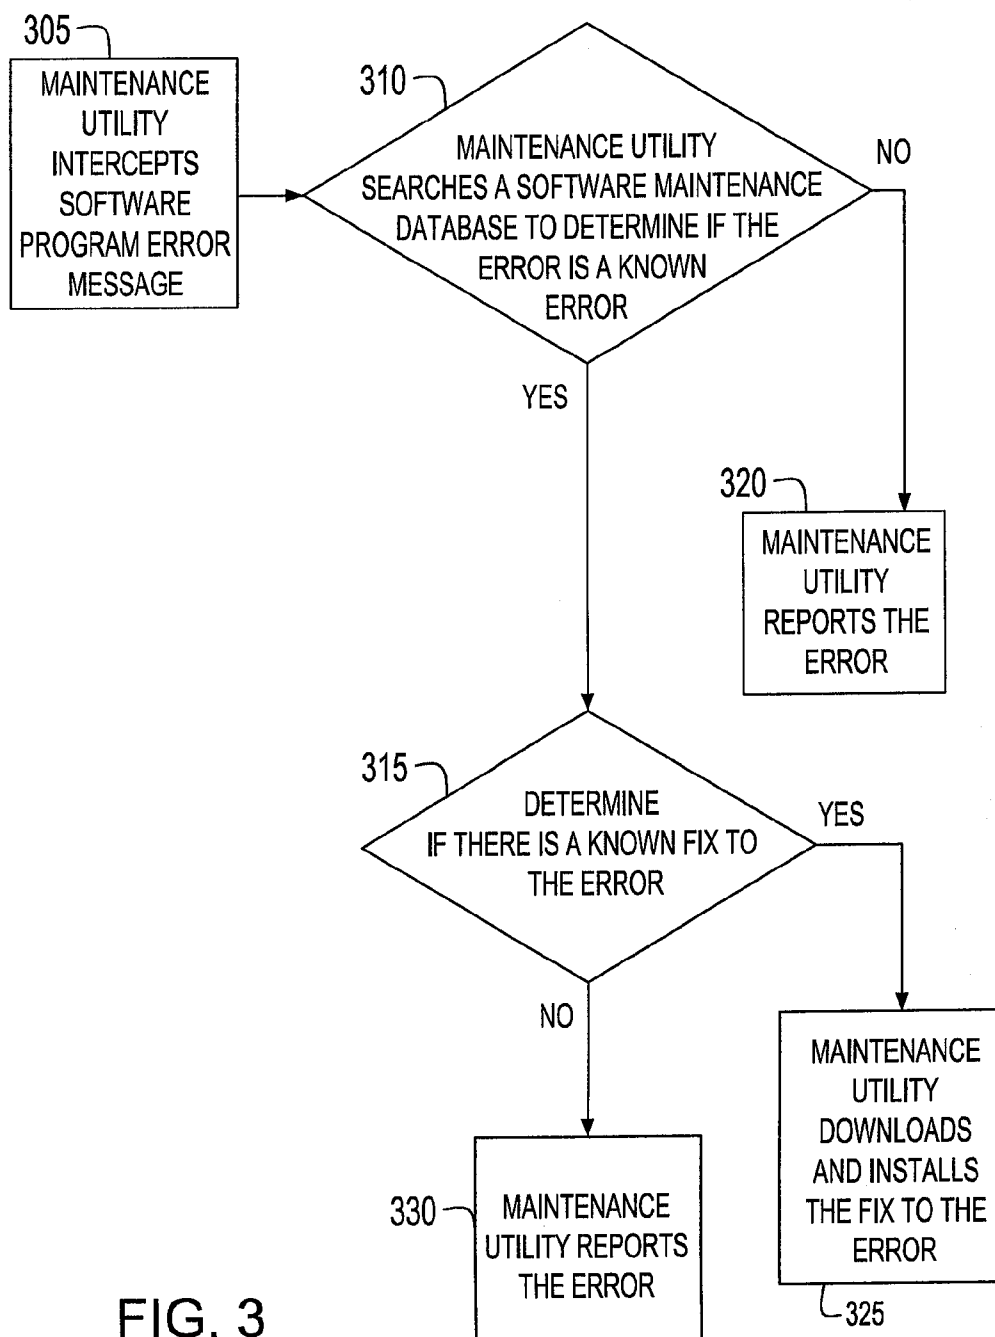 305
MAINTENANCE
UTILITY
INTERCEPTS
SOFTWARE
PROGRAM ERROR
MESSAGE
310
MAINTENANCE UTILITY
SEARCHES A SOFTWARE MAINTENANCE
DATABASE TO DETERMINE IF THE
ERROR IS A KNOWN
ERROR
NO
YES
320
MAINTENANCE
UTILITY
REPORTS THE
ERROR
315
DETERMINE
IF THERE IS A KNOWN FIX TO
THE ERROR
YES
NO
MAINTENANCE
UTILITY
DOWNLOADS
AND INSTALLS
THE FIX TO THE
ERROR
325
330
MAINTENANCE
UTILITY REPORTS
THE ERROR
FIG. 3